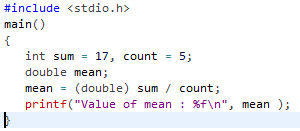 #include <stdio.h>
main()
{
int sum = 17, count = 5;
double mean;
mean = (double) sum / count;
printf("Value of mean : %f\n", mean );
}